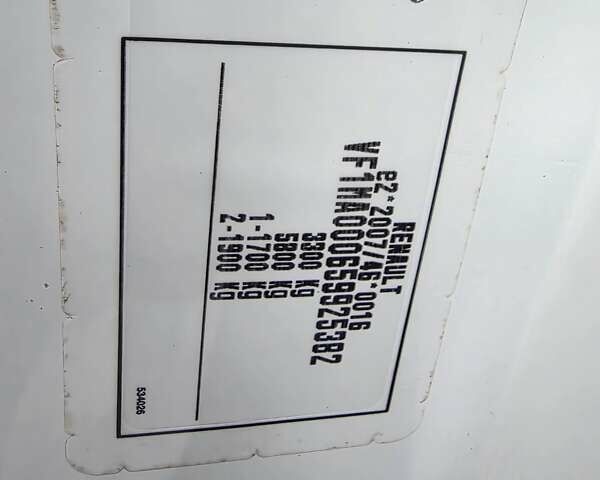 RENAULT
e2*2007/46*0016
VF1MA000659925382
3300 Kg
5800 Kg
1-1700 Kg
2-1900 Kg
534026